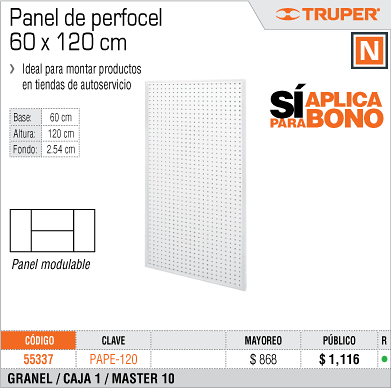 Panel de perfocel
60 x 120 cm
TRUPER
N
Ideal para montar productos
en tiendas de autoservicio
SÍ APLICA
PARA BONO
Base: 60 cm
Altura: 120 cm
Fondo: 2.54 cm
Panel modulable
CÓDIGO CLAVE MAYOREO PÚBLICO R
55337 PAPE-120 $ 868 $ 1,116
GRANEL / CAJA 1 / MASTER 10